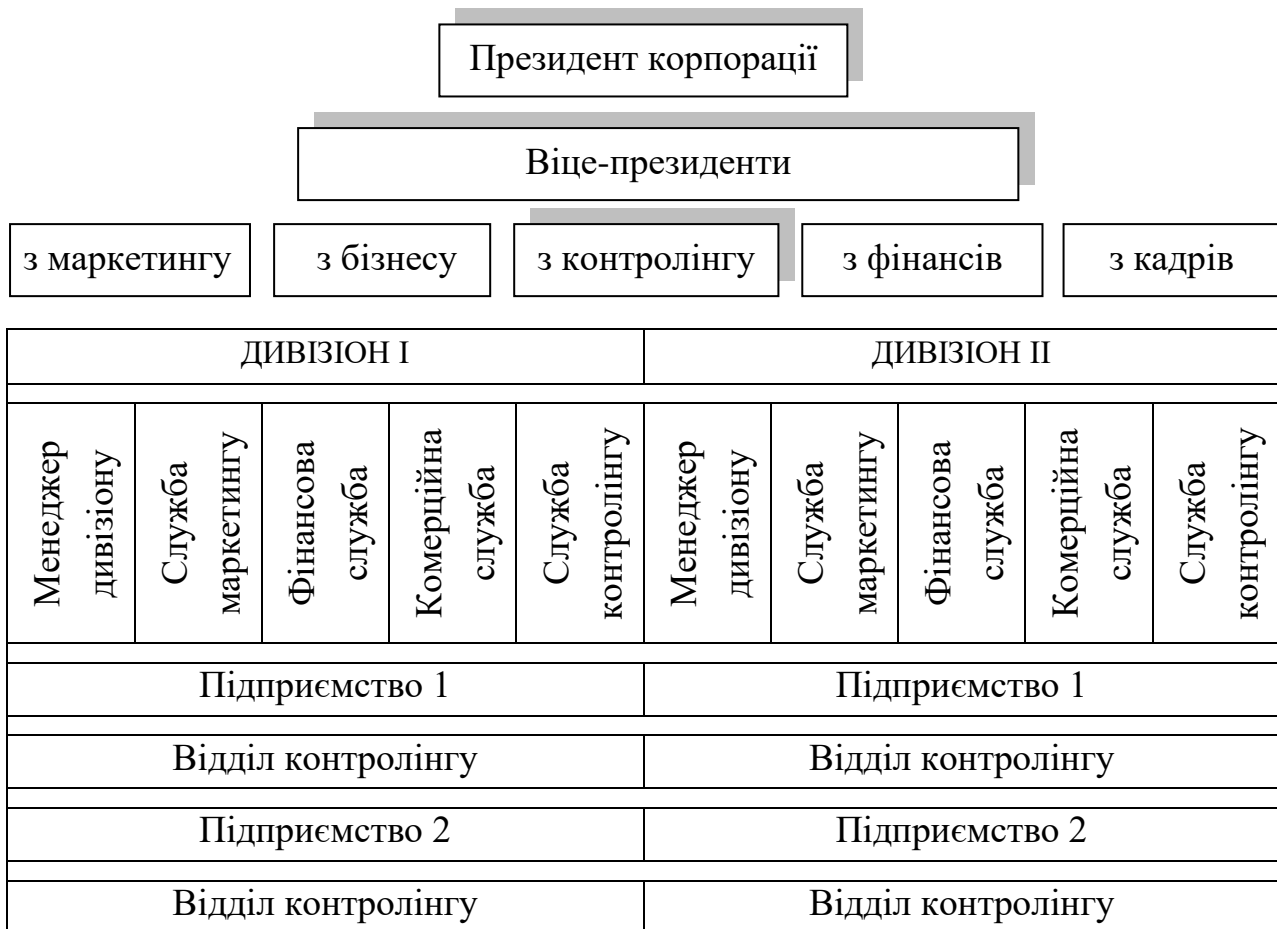 Президент корпорації
Віце-президенти
з маркетингу
з бізнесу
з контролінгу
з фінансів
з кадрів
ДИВІЗІОН І
ДИВІЗІОН ІІ
Менеджер
дивізіону
Служба
маркетингу
Фінансова
служба
Комерційна
служба
Служба
контролінгу
Менеджер
дивізіону
Служба
маркетингу
Фінансова
служба
Комерційна
служба
Служба
контролінгу
Підприємство 1
Підприємство 1
Відділ контролінгу
Відділ контролінгу
Підприємство 2
Підприємство 2
Відділ контролінгу
Відділ контролінгу